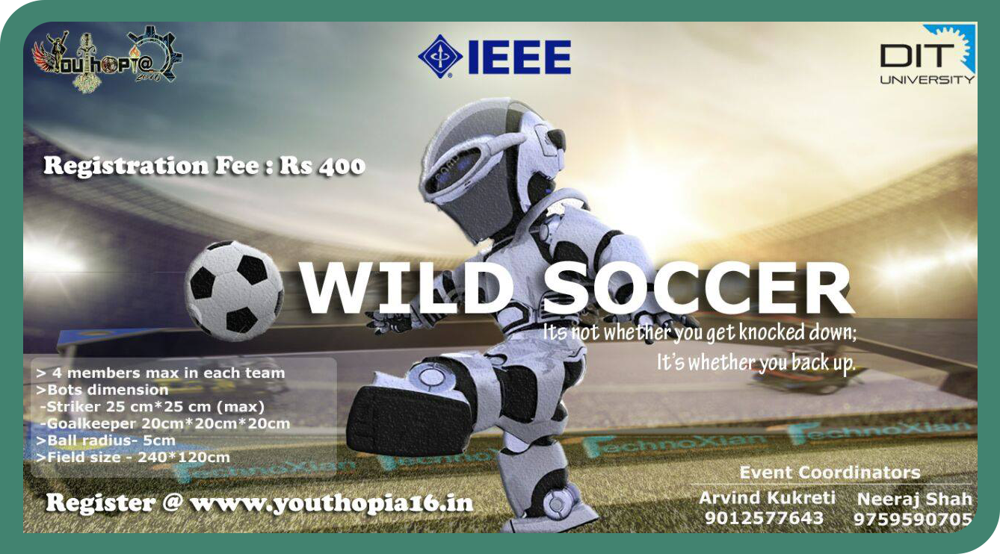 Youthopi@
2016
IEEE
DIT
UNIVERSITY
Registration Fee : Rs 400
WILD SOCCER
Its not whether you get knocked down;
It's whether you back up.
> 4 members max in each team
>Bots dimension
-Striker 25 cm*25 cm (max)
-Goalkeeper 20cm*20cm*20cm
>Ball radius- 5cm
>Field size - 240*120cm
TechnoXian
TechnoXian
TechnoXian
Register @ www.youthopia16.in
Event Coordinators
Arvind Kukreti Neeraj Shah
9012577643 9759590705